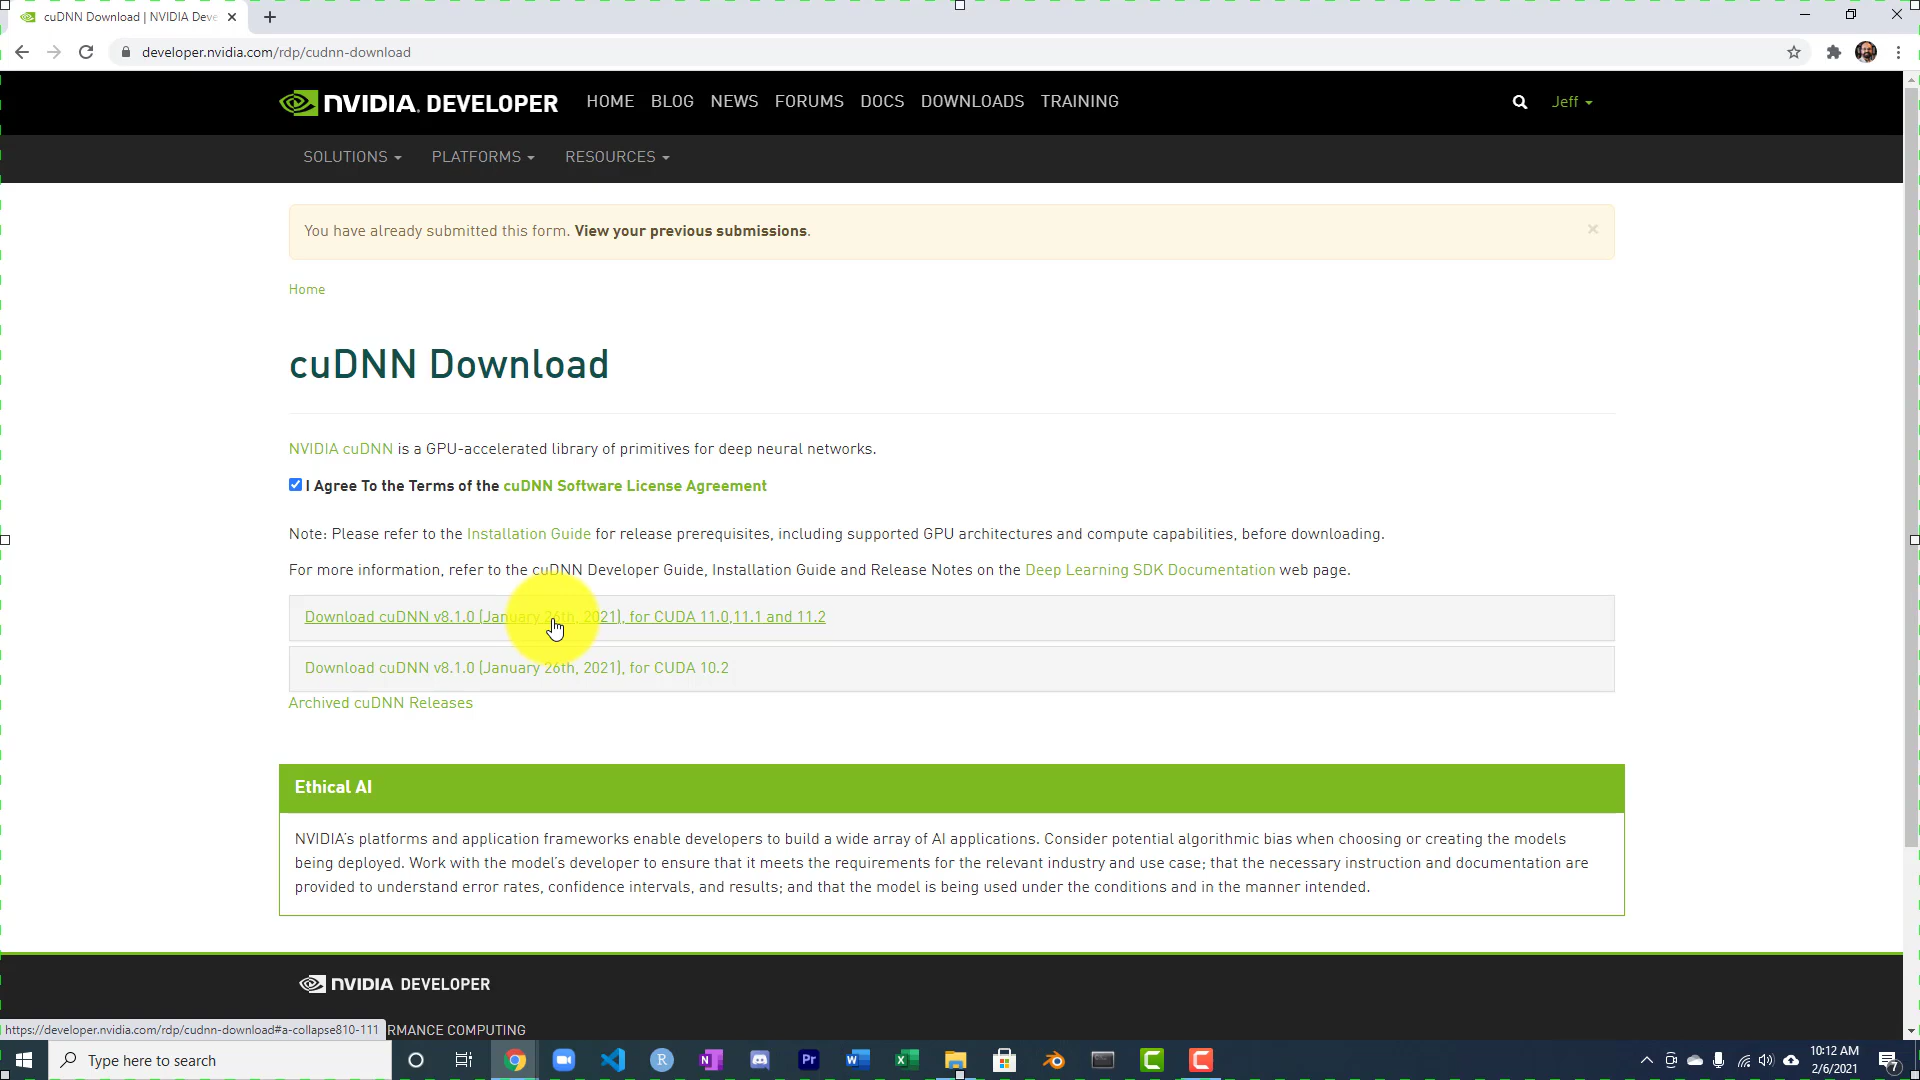 cuDNN Download | NVIDIA Deve
developer.nvidia.com/rdp/cudnn-download
NVIDIA. DEVELOPER HOME BLOG NEWS FORUMS DOCS DOWNLOADS TRAINING Jeff
SOLUTIONS PLATFORMS RESOURCES
You have already submitted this form. View your previous submissions.
×
Home
cuDNN Download
NVIDIA cuDNN is a GPU-accelerated library of primitives for deep neural networks.
I Agree To the Terms of the cuDNN Software License Agreement
Note: Please refer to the Installation Guide for release prerequisites, including supported GPU architectures and compute capabilities, before downloading.
For more information, refer to the cuDNN Developer Guide, Installation Guide and Release Notes on the Deep Learning SDK Documentation web page.
Download cuDNN v8.1.0 (January 26th, 2021), for CUDA 11.0,11.1 and 11.2
Download cuDNN v8.1.0 (January 26th, 2021), for CUDA 10.2
Archived cuDNN Releases
Ethical AI
NVIDIA's platforms and application frameworks enable developers to build a wide array of AI applications. Consider potential algorithmic bias when choosing or creating the models
being deployed. Work with the model's developer to ensure that it meets the requirements for the relevant industry and use case; that the necessary instruction and documentation are
provided to understand error rates, confidence intervals, and results; and that the model is being used under the conditions and in the manner intended.
NVIDIA DEVELOPER
https://developer.nvidia.com/rdp/cudnn-download#a-collapse810-111 RMANCE COMPUTING
Type here to search
R
N
Pr
W
X
10:12 AM
2/6/2021
7